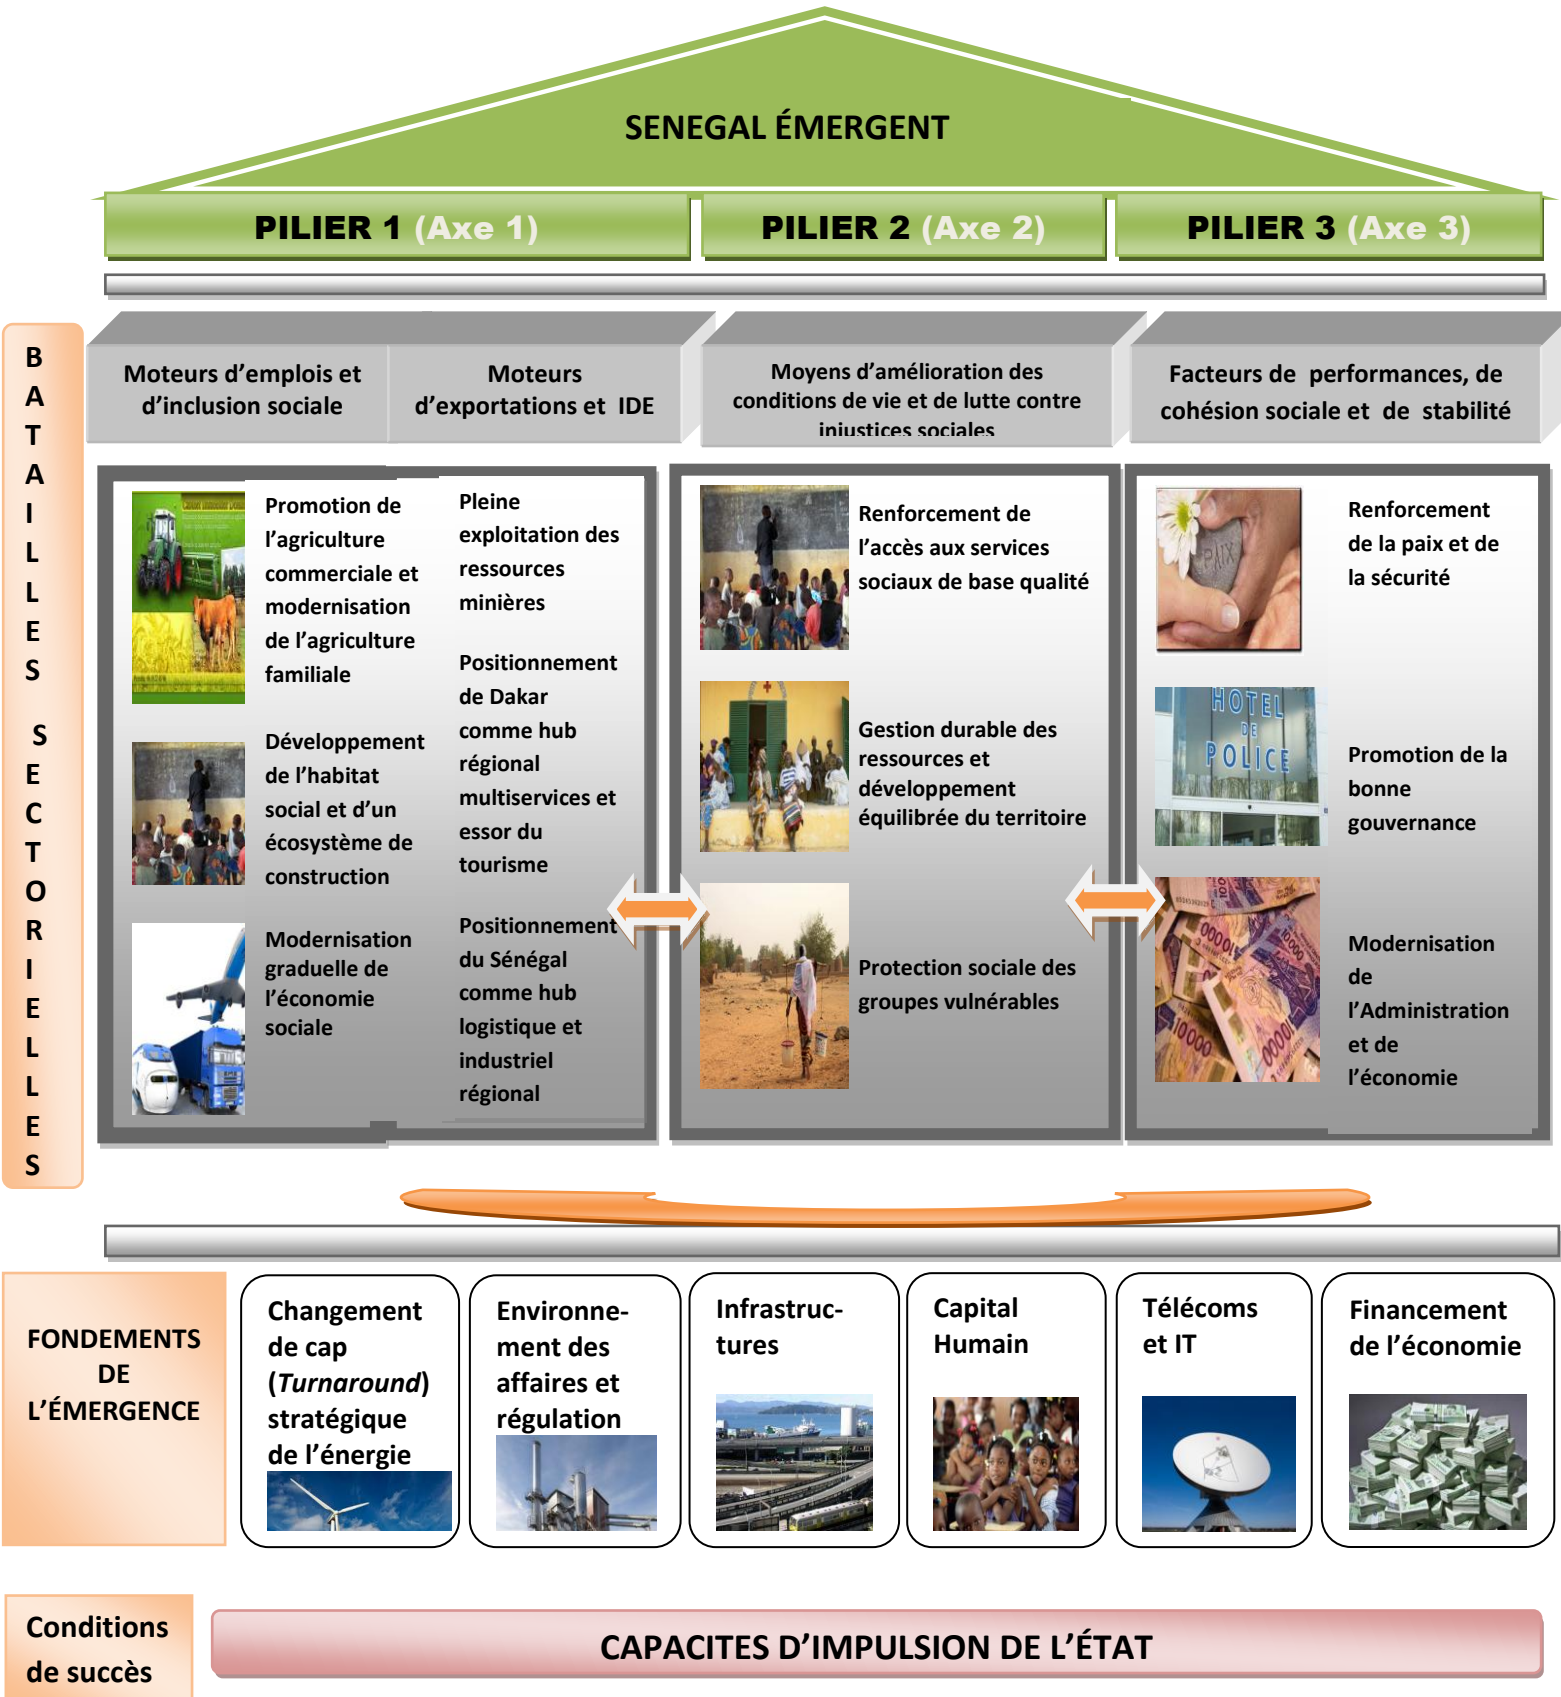 SENEGAL ÉMERGENT
PILIER 1 (Axe 1)
PILIER 2 (Axe 2)
PILIER 3 (Axe 3)
BATAILLES SECTORIELLES
Moteurs d’emplois et
d’inclusion sociale
Moteurs
d’exportations et IDE
Moyens d’amélioration des
conditions de vie et de lutte contre
injustices sociales
Facteurs de performances, de
cohésion sociale et de stabilité
Promotion de
l’agriculture
commerciale et
modernisation
de l’agriculture
familiale
Développement
de l’habitat
social et d’un
écosystème de
construction
Modernisation
graduelle de
l’économie
sociale
Pleine
exploitation des
ressources
minières
Positionnement
de Dakar
comme hub
régional
multiservices et
essor du
tourisme
Positionnement
du Sénégal
comme hub
logistique et
industriel
régional
Renforcement de
l’accès aux services
sociaux de base qualité
Gestion durable des
ressources et
développement
équilibrée du territoire
Protection sociale des
groupes vulnérables
PAIX
Renforcement
de la paix et de
la sécurité
HOTEL
DE
POLICE
Promotion de la
bonne
gouvernance
10000
Modernisation
de
l’Administration
et de
l’économie
FONDEMENTS
DE
L’ÉMERGENCE
Changement
de cap
(Turnaround)
stratégique
de l’énergie
Environne-
ment des
affaires et
régulation
Infrastruc-
tures
Capital
Humain
Télécoms
et IT
Financement
de l’économie
Conditions
de succès
CAPACITES D’IMPULSION DE L’ÉTAT